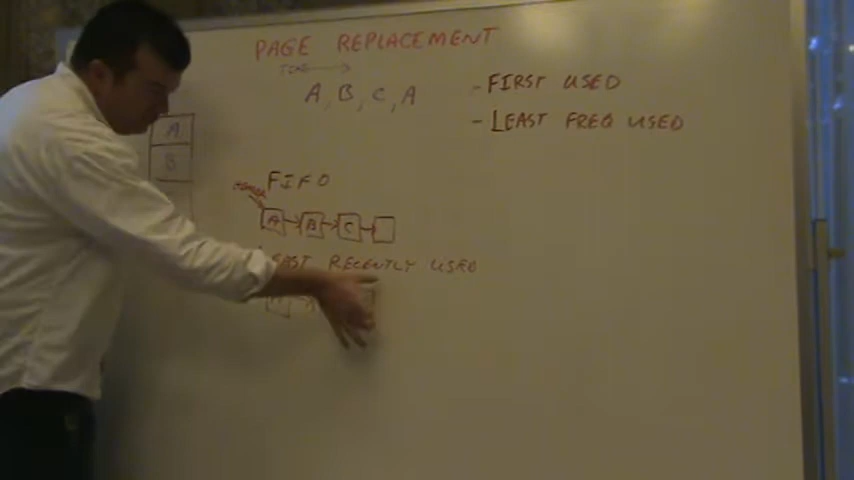 PAGE REPLACEMENT
TIME
A, B, C, A
- FIRST USED
- LEAST FREQ USED
A
B
FIFO
A B C
LEAST RECENTLY USED